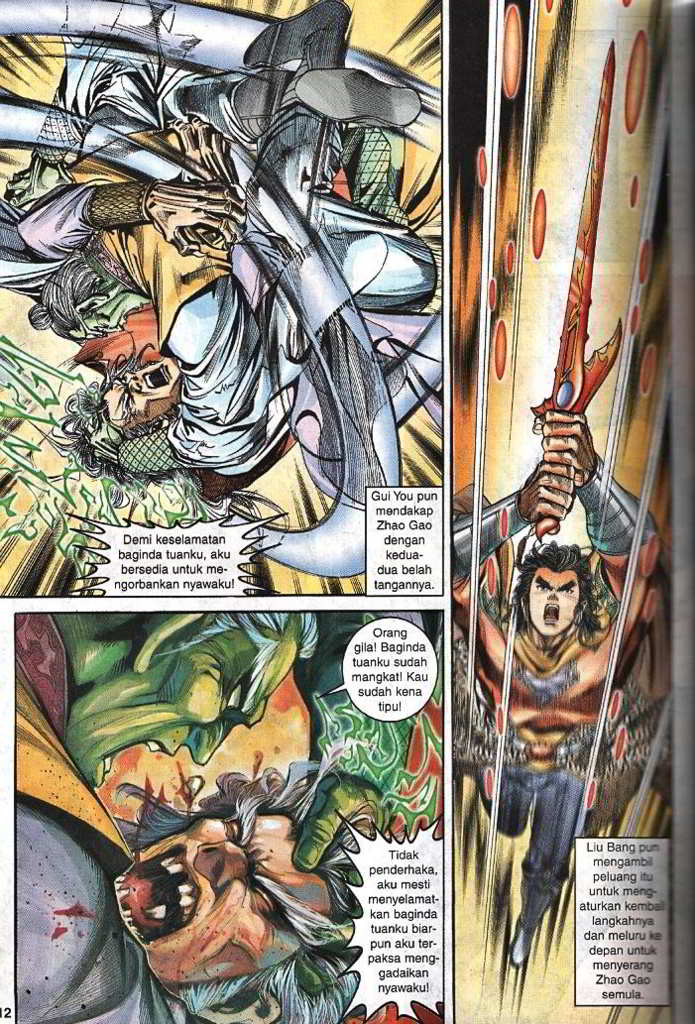 Gui You pun
mendakap
Zhao Gao
dengan
kedua-
dua belah
tangannya.
Demi keselamatan
baginda tuanku, aku
bersedia untuk me-
ngorbankan nyawaku!
Orang
gila! Baginda
tuanku sudah
mangkat! Kau
sudah kena
tipu!
Tidak
penderhaka,
aku mesti
menyelamat-
kan baginda
tuanku biar-
pun aku ter-
paksa meng-
gadaikan
nyawaku!
Liu Bang pun
mengambil
peluang itu
untuk meng-
aturkan kembali
langkahnya
dan meluru ke
depan untuk
menyerang
Zhao Gao
semula.
12